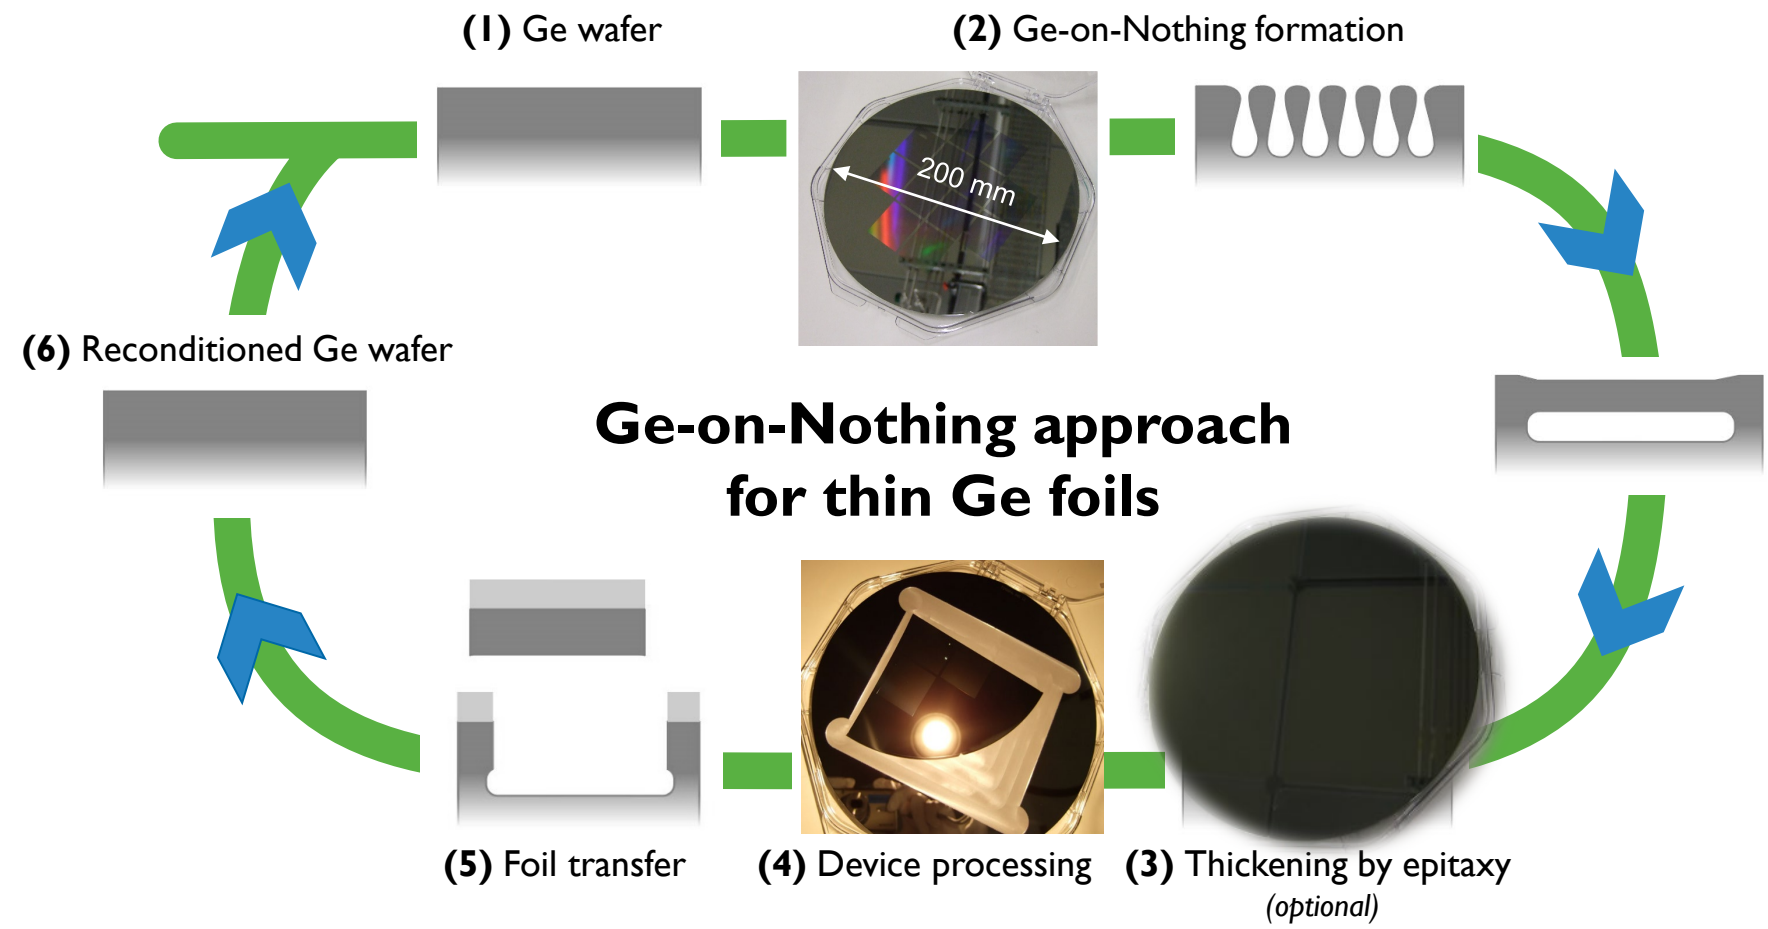 (1) Ge wafer
(2) Ge-on-Nothing formation
200 mm
(6) Reconditioned Ge wafer
Ge-on-Nothing approach
for thin Ge foils
(5) Foil transfer
(4) Device processing
(3) Thickening by epitaxy
(optional)